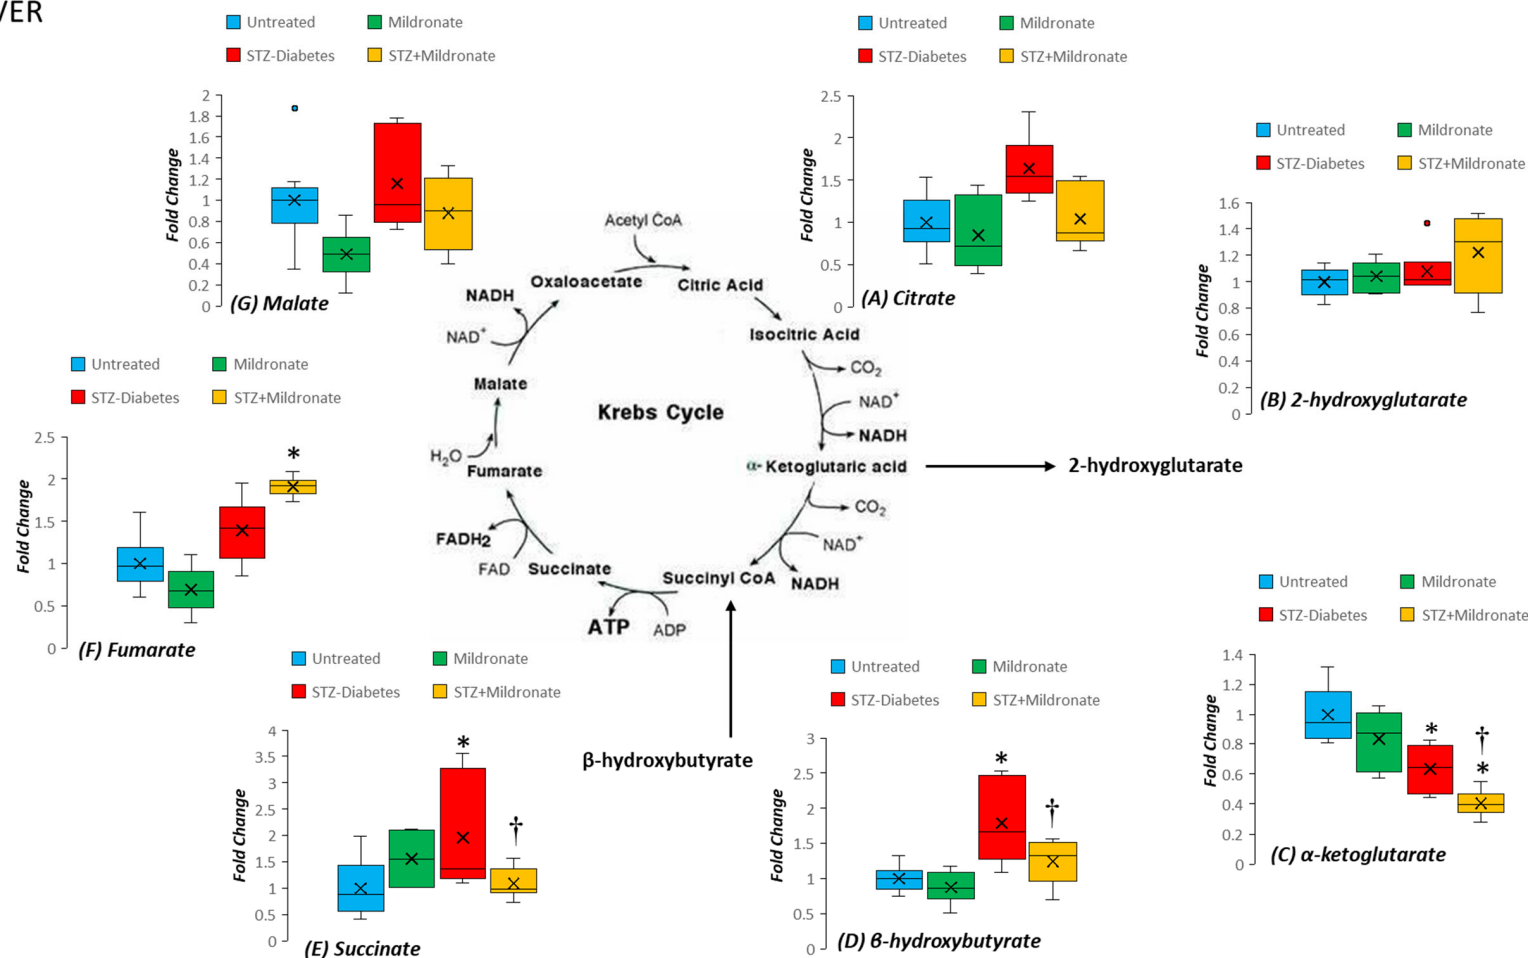 VER
Untreated Mildronate
STZ-Diabetes STZ+Mildronate
Fold Change
2
1.8
1.6
1.4
1.2
1
0.8
0.6
0.4
0.2
0
(G) Malate
Untreated Mildronate
STZ-Diabetes STZ+Mildronate
Fold Change
2.5
2
1.5
1
0.5
0
(A) Citrate
Untreated Mildronate
STZ-Diabetes STZ+Mildronate
Fold Change
1.6
1.4
1.2
1
0.8
0.6
0.4
0.2
0
(B) 2-hydroxyglutarate
Acetyl CoA
Oxaloacetate
Citric Acid
NADH
NAD+
Isocitric Acid
CO2
Malate
Krebs Cycle
NAD+
NADH
H2O
Fumarate
α-Ketoglutaric acid
2-hydroxyglutarate
CO2
FADH2
FAD
NAD+
Succinate
Succinyl CoA
NADH
ATP
ADP
β-hydroxybutyrate
Untreated Mildronate
STZ-Diabetes STZ+Mildronate
Fold Change
2.5
2
1.5
1
0.5
0
*
(F) Fumarate
Untreated Mildronate
STZ-Diabetes STZ+Mildronate
Fold Change
1.4
1.2
1
0.8
0.6
0.4
0.2
0
*
†
*
(C) α-ketoglutarate
Untreated Mildronate
STZ-Diabetes STZ+Mildronate
Fold Change
4
3.5
3
2.5
2
1.5
1
0.5
0
*
†
(E) Succinate
Untreated Mildronate
STZ-Diabetes STZ+Mildronate
Fold Change
3
2.5
2
1.5
1
0.5
0
*
†
(D) β-hydroxybutyrate